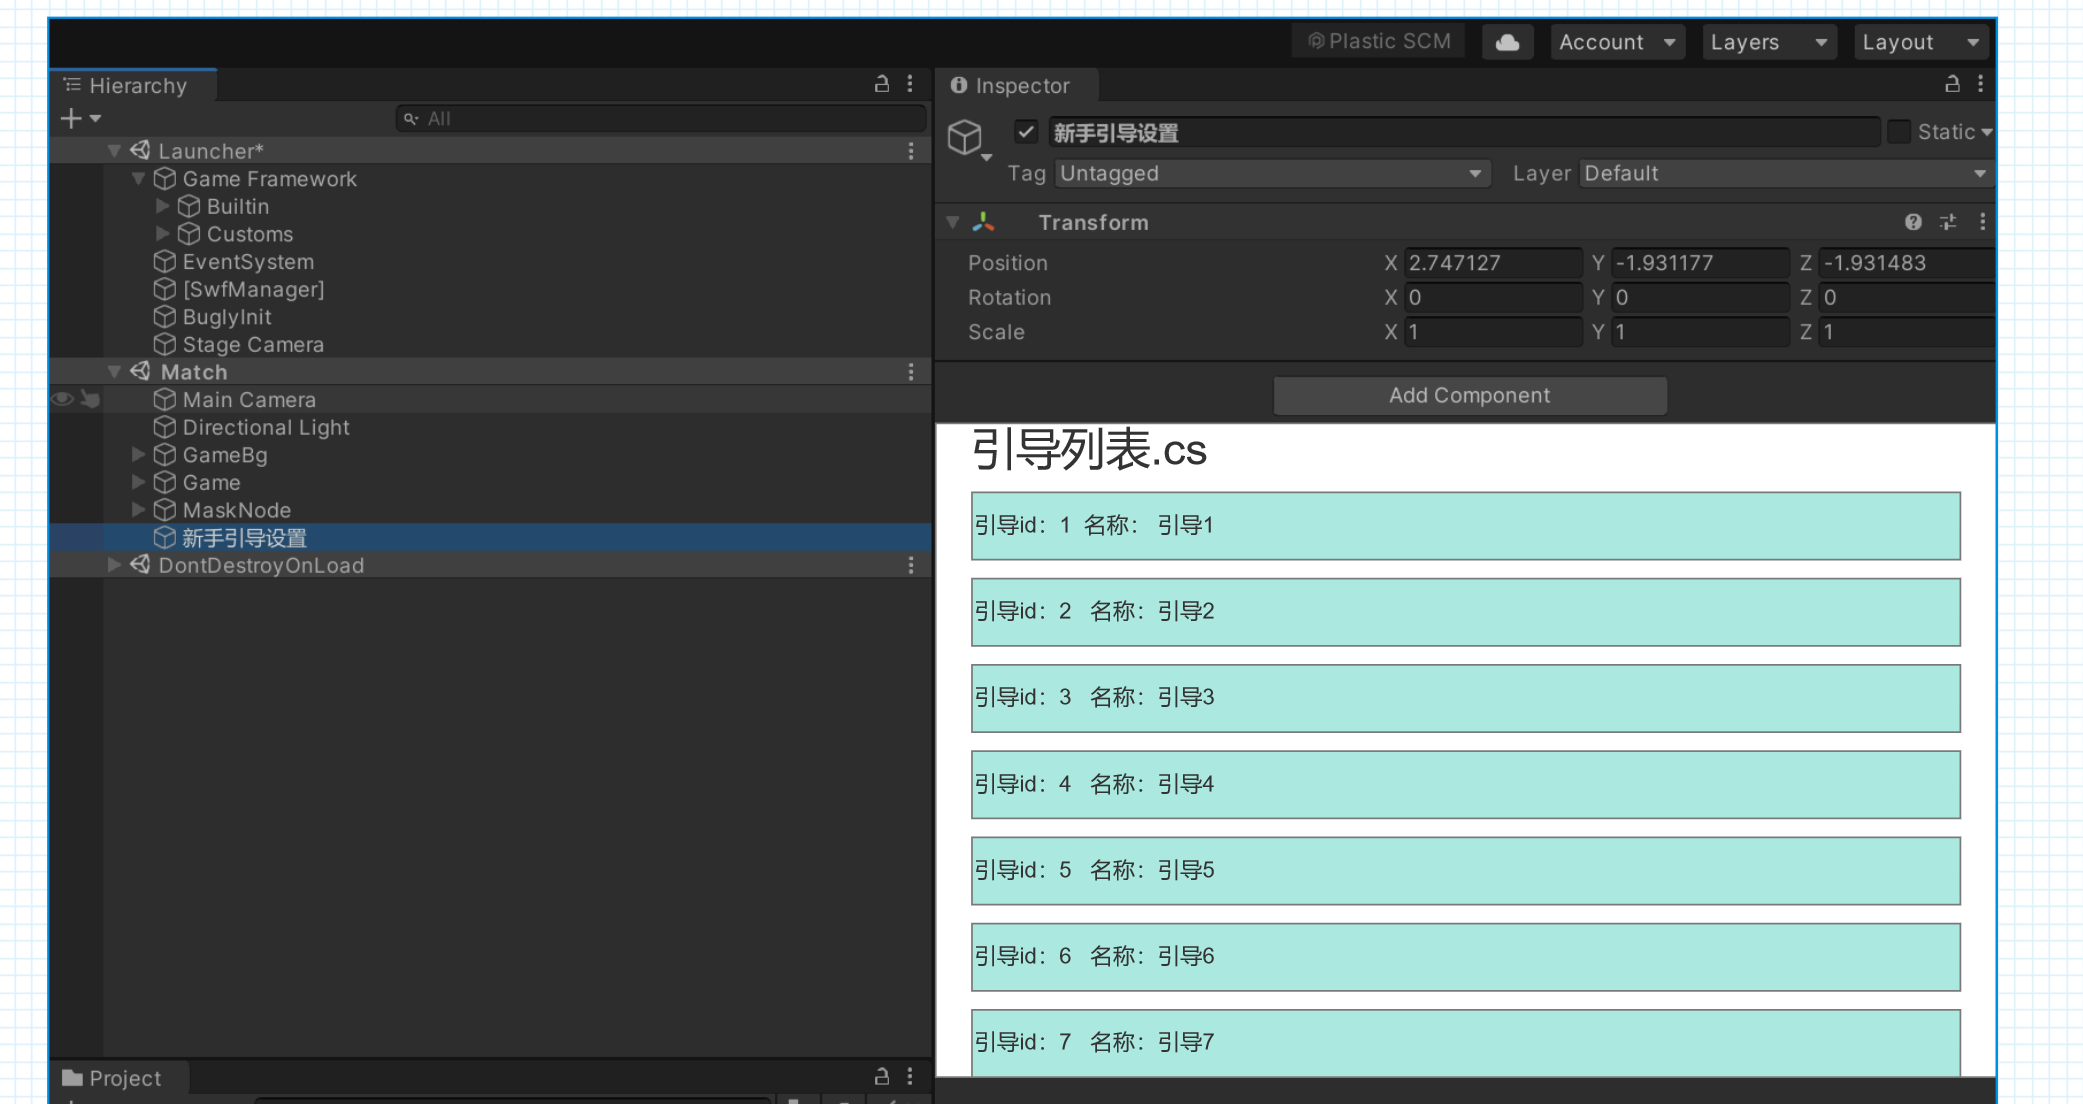 Plastic SCM
Account
Layers
Layout
Hierarchy
All
Launcher*
Game Framework
Builtin
Customs
EventSystem
[SwfManager]
BuglyInit
Stage Camera
Match
Main Camera
Directional Light
GameBg
Game
MaskNode
新手引导设置
DontDestroyOnLoad
Project
Inspector
新手引导设置
Static
Tag Untagged Layer Default
Transform
Position X 2.747127 Y -1.931177 Z -1.931483
Rotation X 0 Y 0 Z 0
Scale X 1 Y 1 Z 1
Add Component
引导列表.cs
引导id：1 名称： 引导1
引导id：2 名称：引导2
引导id：3 名称：引导3
引导id：4 名称：引导4
引导id：5 名称：引导5
引导id：6 名称：引导6
引导id：7 名称：引导7